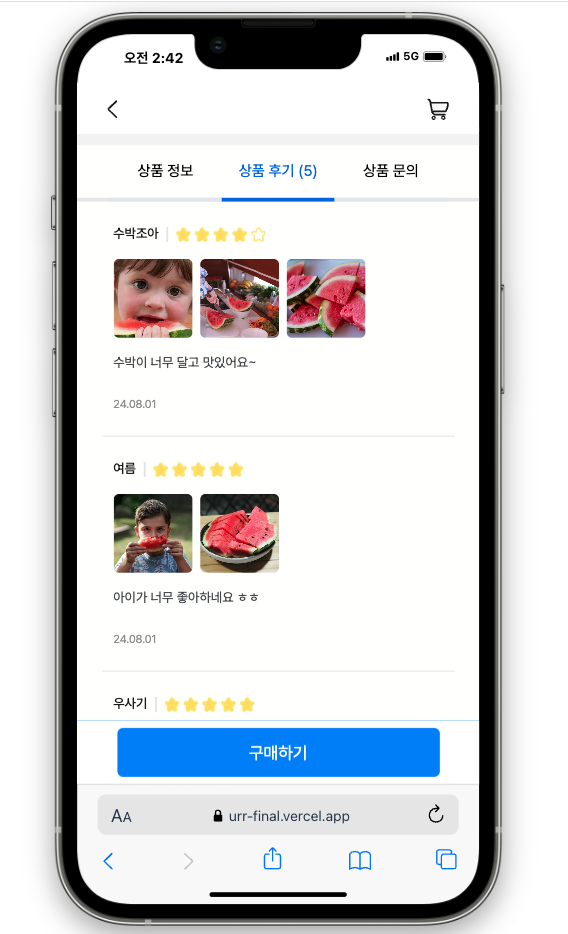 오전 2:42 5G
상품 정보 상품 후기 (5) 상품 문의
수박조아 |
수박이 너무 달고 맛있어요~
24.08.01
여름 |
아이가 너무 좋아하네요 ㅎㅎ
24.08.01
우사기 |
구매하기
AA urr-final.vercel.app